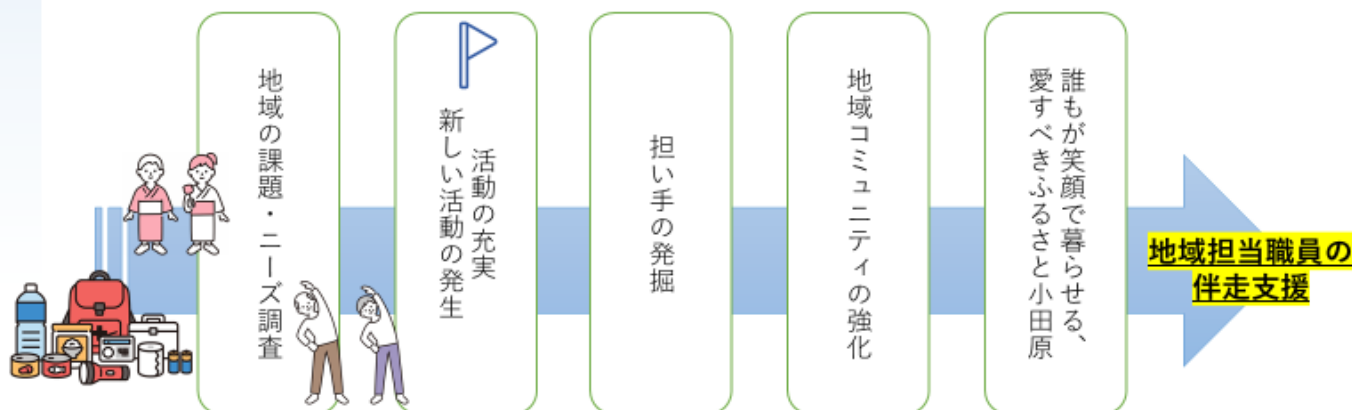 地域の課題・ニーズ調査
活動の充実
新しい活動の発生
担い手の発掘
地域コミュニティの強化
誰もが笑顔で暮らせる、
愛すべきふるさと小田原
地域担当職員の
伴走支援